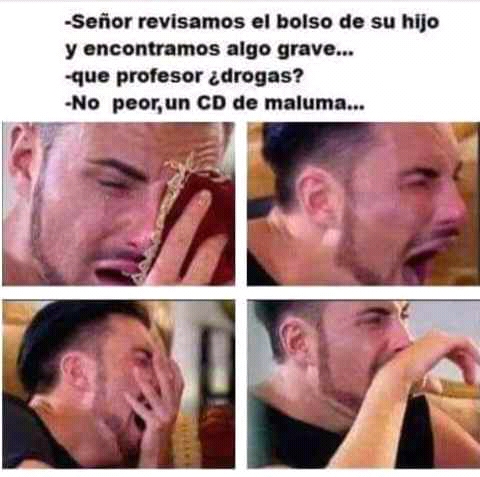 -Señor revisamos el bolso de su hijo
y encontramos algo grave...
-que profesor ¿drogas?
-No peor,un CD de maluma...